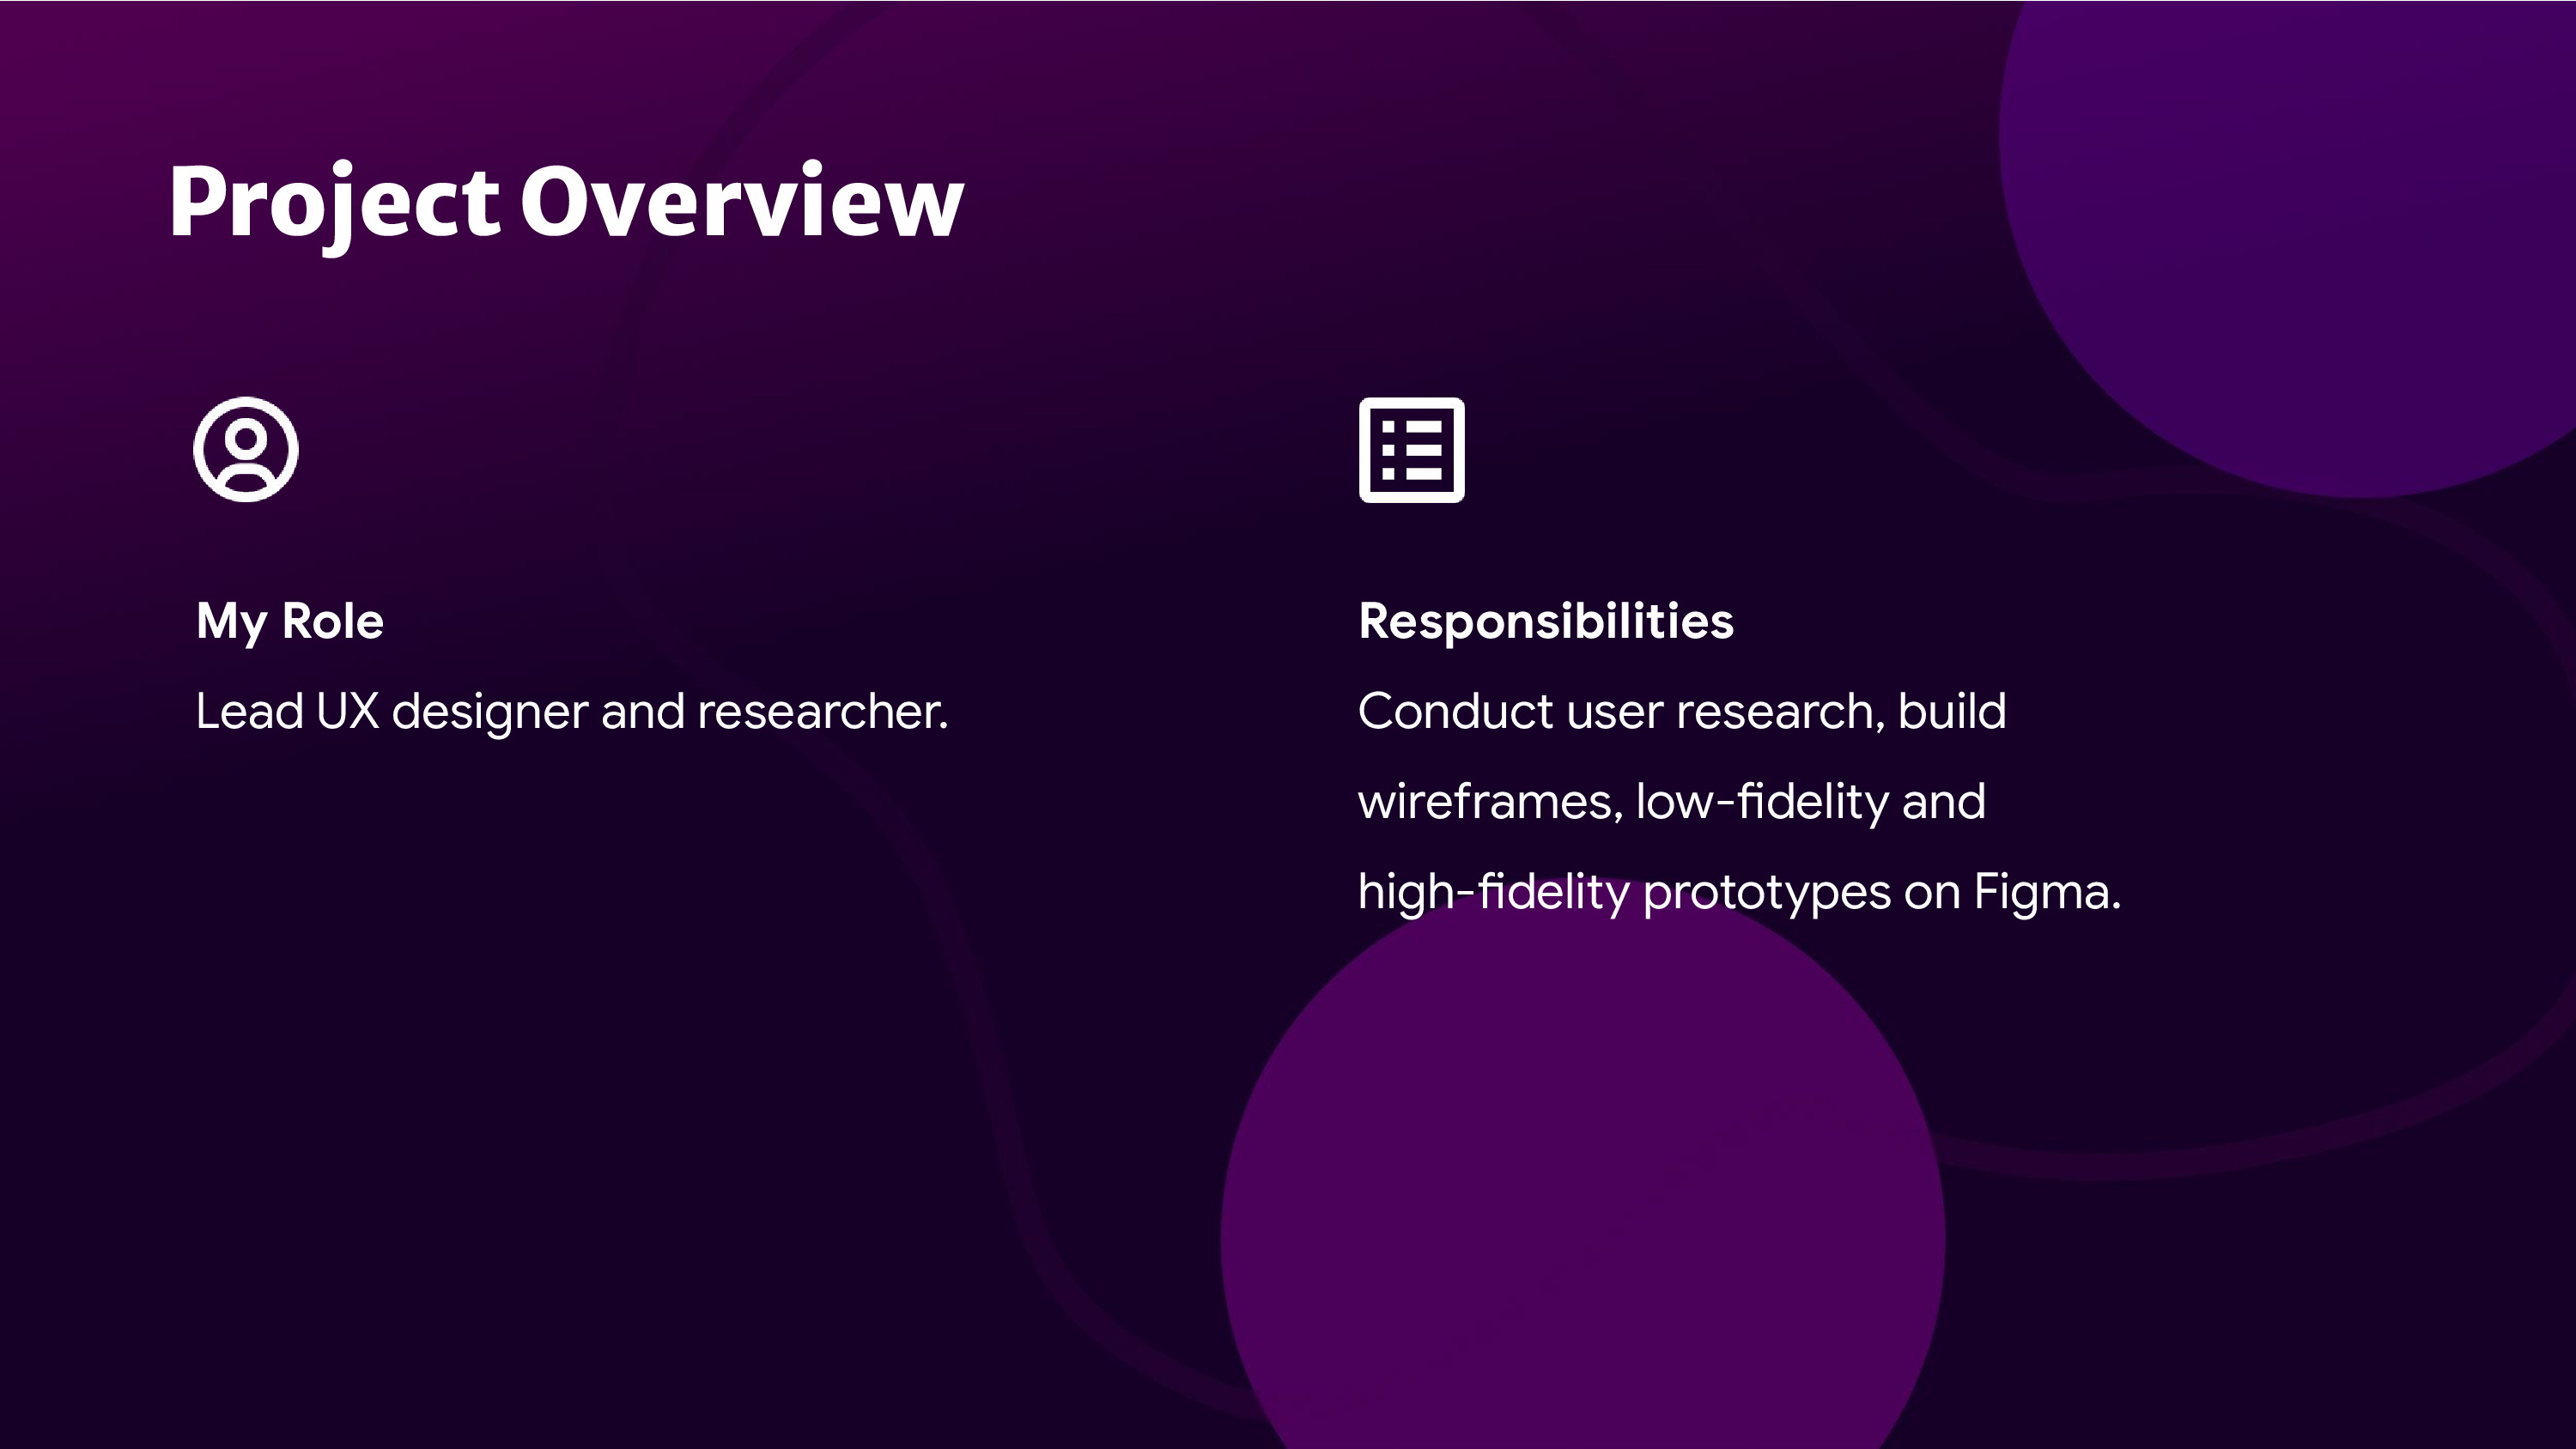 Project Overview
My Role
Lead UX designer and researcher.
Responsibilities
Conduct user research, build
wireframes, low-fidelity and
high-fidelity prototypes on Figma.